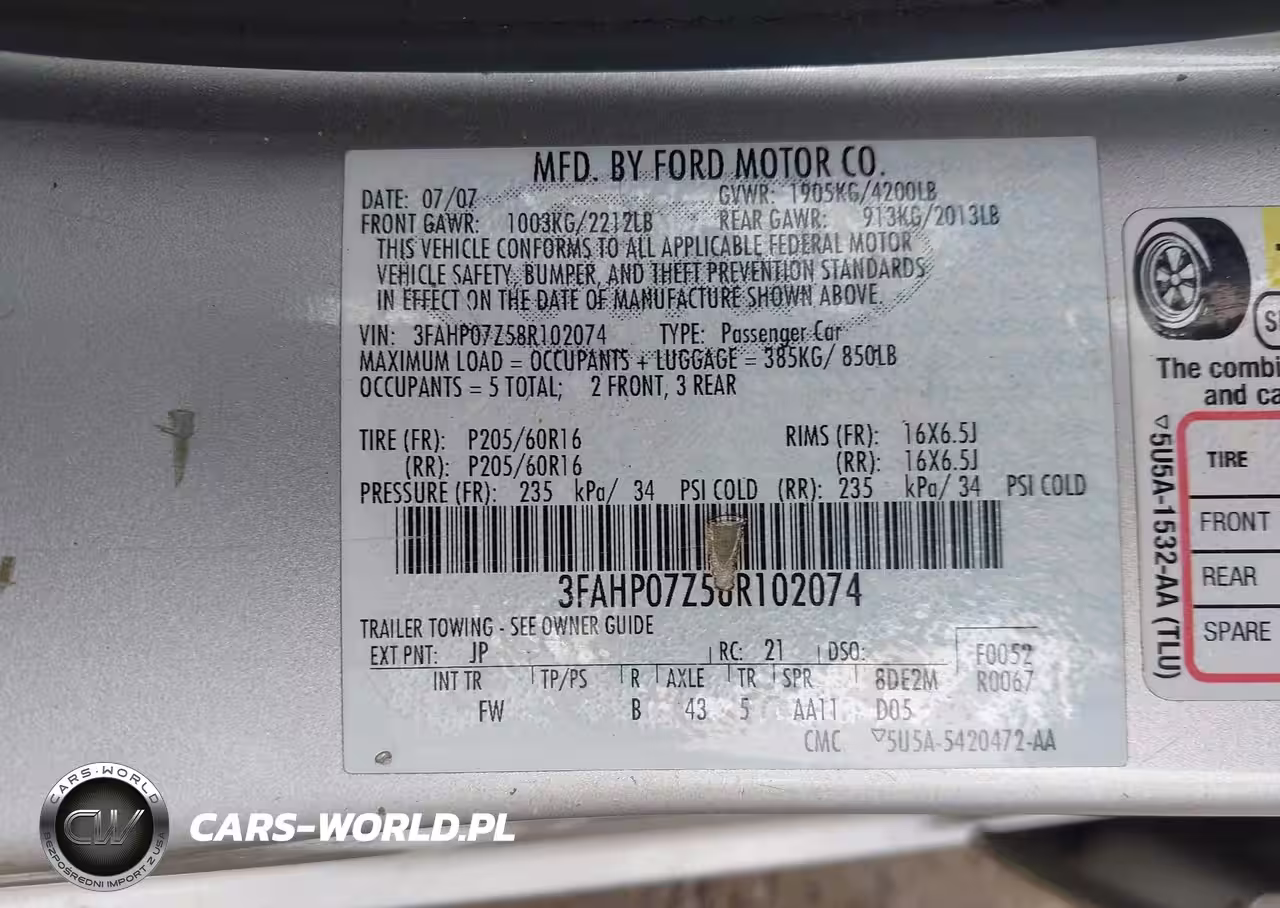 MFD. BY FORD MOTOR CO.
DATE: 07/07 GVWR: 1905KG/4200LB
FRONT GAWR: 1003KG/2212LB REAR GAWR: 913KG/2013LB
THIS VEHICLE CONFORMS TO ALL APPLICABLE FEDERAL MOTOR
VEHICLE SAFETY, BUMPER, AND THEFT PREVENTION STANDARDS
IN EFFECT ON THE DATE OF MANUFACTURE SHOWN ABOVE.
VIN: 3FAHP07Z58R102074 TYPE: Passenger Car
MAXIMUM LOAD = OCCUPANTS + LUGGAGE = 385KG/ 850LB
OCCUPANTS = 5 TOTAL; 2 FRONT, 3 REAR
TIRE (FR): P205/60R16 RIMS (FR): 16X6.5J
(RR): P205/60R16 (RR): 16X6.5J
PRESSURE (FR): 235 kPa/ 34 PSI COLD (RR): 235 kPa/ 34 PSI COLD
3FAHP07Z58R102074
TRAILER TOWING - SEE OWNER GUIDE
EXT PNT: JP RC: 21 DSO: F0052
INT TR TP/PS R AXLE TR SPR 8DE2M R0067
FW B 43 5 AA11 D05
CMC ▽5U5A-5420472-AA
The combi
and ca
▽5U5A-1532-AA (TLU)
TIRE
FRONT
REAR
SPARE
CARS-WORLD
CW
BEZPOŚREDNI IMPORT Z USA
CARS-WORLD.PL